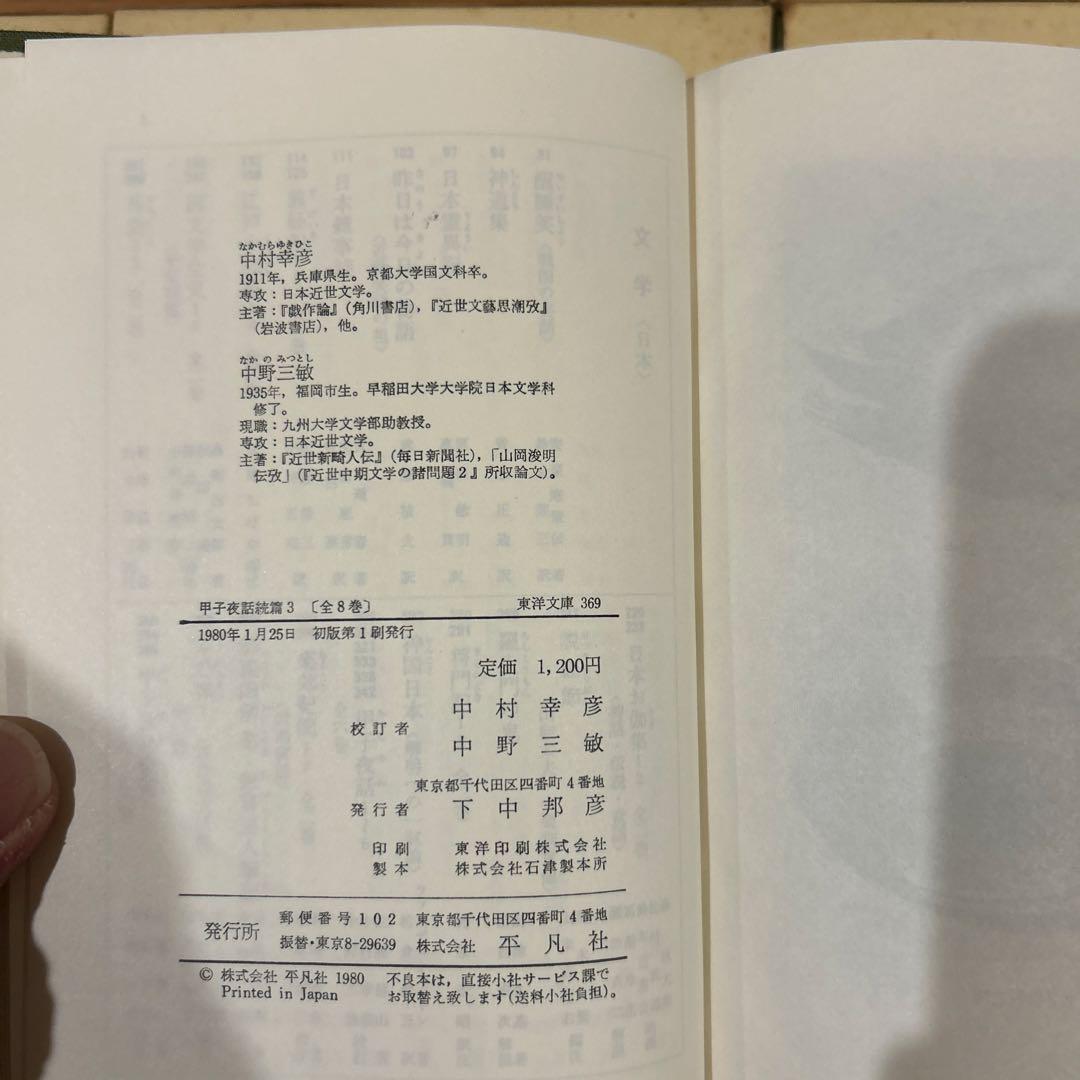 なかむらゆきひこ
中村幸彦
1911年，兵庫県生。京都大学国文科卒。
専攻：日本近世文学。
主著：『戯作論』（角川書店），『近世文藝思潮攷』
（岩波書店），他。
なかのみつとし
中野三敏
1935年，福岡市生。早稲田大学大学院日本文学科
修了。
現職：九州大学文学部助教授。
専攻：日本近世文学。
主著：『近世新畸人伝』（毎日新聞社），「山岡浚明
伝攷」（『近世中期文学の諸問題２』所収論文）。
甲子夜話続篇３ 〔全８巻〕 東洋文庫 369
1980年１月25日 初版第１刷発行
定価 1,200円
校訂者 中村幸彦
中野三敏
東京都千代田区四番町４番地
発行者 下中邦彦
印刷 東洋印刷株式会社
製本 株式会社石津製本所
発行所 郵便番号102 東京都千代田区四番町４番地
振替・東京8-29639 株式会社 平凡社
© 株式会社 平凡社 1980 不良本は，直接小社サービス課で
Printed in Japan お取替え致します（送料小社負担）。